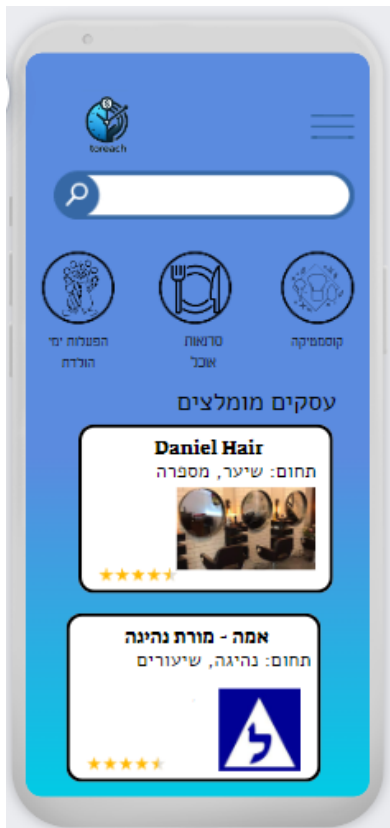 toreach
קוסמטיקה
סדנאות
אוכל
הפעלות ימי
הולדת
עסקים מומלצים
Daniel Hair
תחום: שיער, מספרה
אמה - מורת נהיגה
תחום: נהיגה, שיעורים
ל